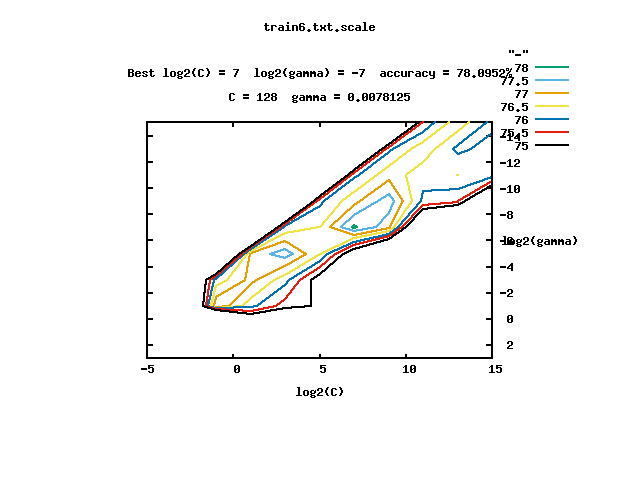 train6.txt.scale
"-"
Best log2(C) = 7  log2(gamma) = -7  accuracy = 78.0952%
78
77.5
77
76.5
76
75.5
75
C = 128  gamma = 0.0078125
-14
-12
-10
-8
-6
log2(gamma)
-4
-2
0
2
-5 0 5 10 15
log2(C)